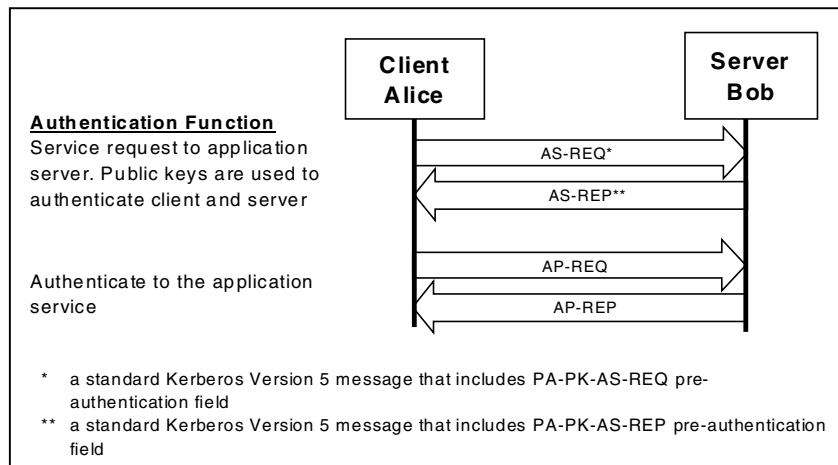 Client
Alice
Server
Bob
Authentication Function
Service request to application
server. Public keys are used to
authenticate client and server
AS-REQ*
AS-REP**
Authenticate to the application
service
AP-REQ
AP-REP
* a standard Kerberos Version 5 message that includes PA-PK-AS-REQ pre-
authentication field
** a standard Kerberos Version 5 message that includes PA-PK-AS-REP pre-authentication
field